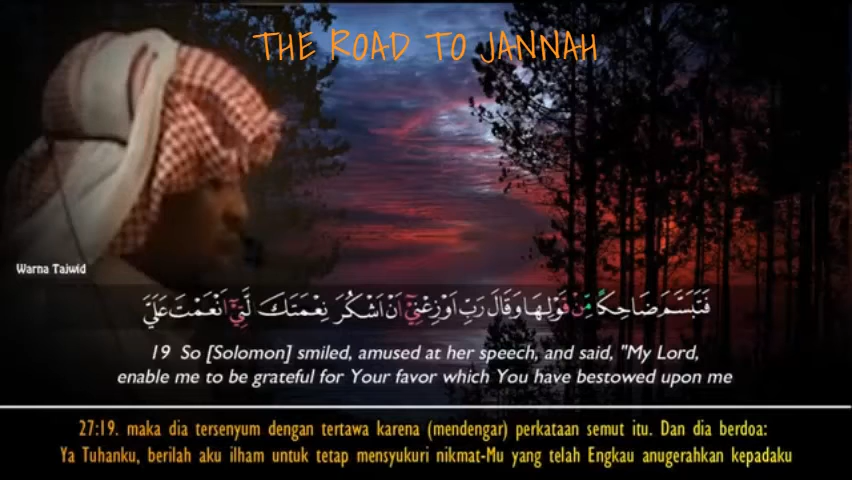 THE ROAD TO JANNAH
Warna Tajwid
فَتَبَسَّمَ ضَاحِكًا مِّنْ قَوْلِهَا وَقَالَ رَبِّ اَوْزِعْنِيْٓ اَنْ اَشْكُرَ نِعْمَتَكَ الَّتِيْٓ اَنْعَمْتَ عَلَيَّ
19 So [Solomon] smiled, amused at her speech, and said, "My Lord,
enable me to be grateful for Your favor which You have bestowed upon me
27:19. maka dia tersenyum dengan tertawa karena (mendengar) perkataan semut itu. Dan dia berdoa:
Ya Tuhanku, berilah aku ilham untuk tetap mensyukuri nikmat-Mu yang telah Engkau anugerahkan kepadaku